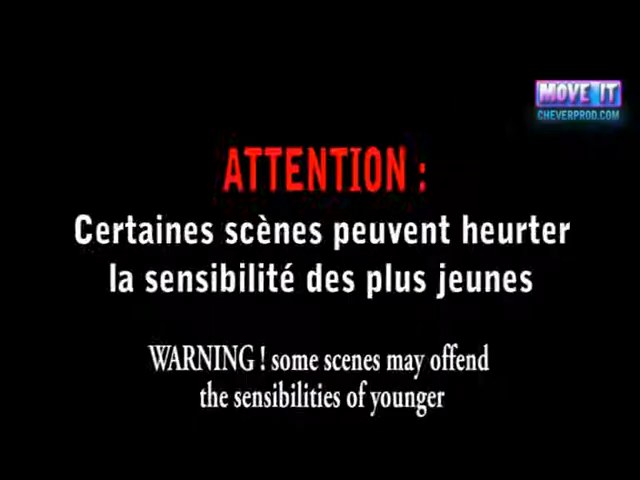 MOVE IT
CHEVERPROD.COM
ATTENTION :
Certaines scènes peuvent heurter
la sensibilité des plus jeunes
WARNING ! some scenes may offend
the sensibilities of younger